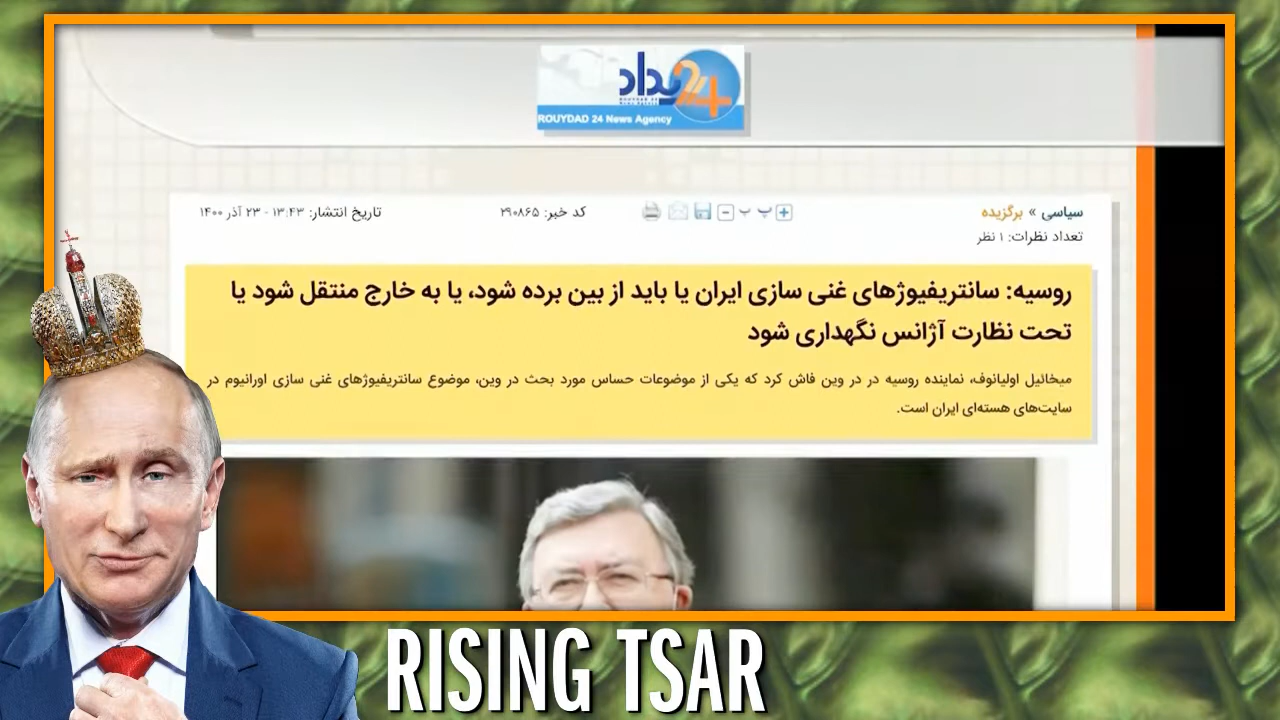 رویداد24
ROUYDAD 24 News Agency
سیاسی » برگزیده
کد خبر: ۲۹۰۸۶۵
تاریخ انتشار: ۱۳:۴۳ - ۲۳ آذر ۱۴۰۰
تعداد نظرات: ۱ نظر
روسیه: سانتریفیوژهای غنی سازی ایران یا باید از بین برده شود، یا به خارج منتقل شود یا
تحت نظارت آژانس نگهداری شود
میخائیل اولیانوف، نماینده روسیه در در وین فاش کرد که یکی از موضوعات حساس مورد بحث در وین، موضوع سانتریفیوژهای غنی سازی اورانیوم در
سایت‌های هسته‌ای ایران است.
RISING TSAR